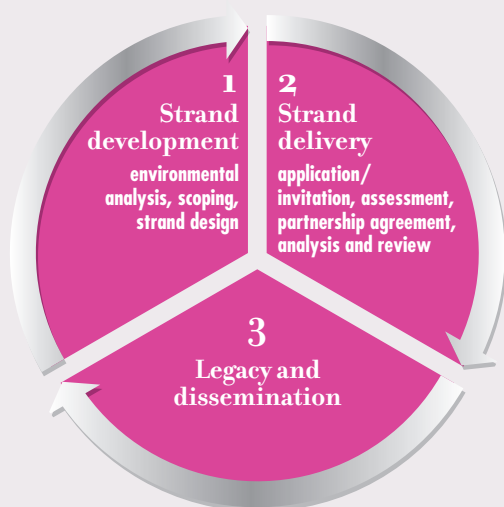 1
Strand
development
environmental
analysis, scoping,
strand design
2
Strand
delivery
application/
invitation, assessment,
partnership agreement,
analysis and review
3
Legacy and
dissemination